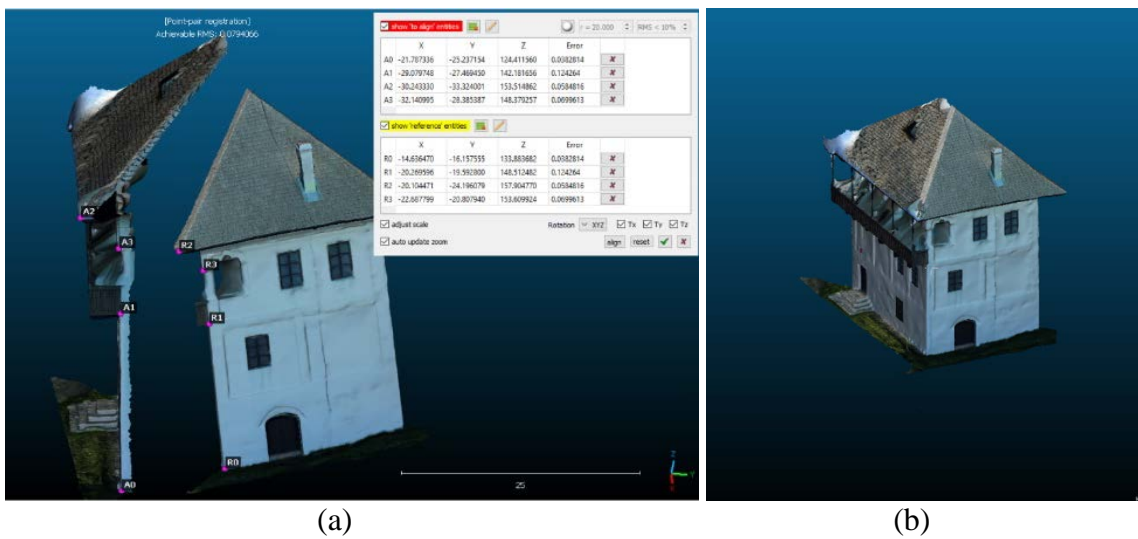 [Point-pair registration]
Achievable RMS: 0.0794066
show 'to align' entities r = 20.000 RMS < 10%
X Y Z Error
A0 -21.787336 -25.237154 124.411560 0.0382814
A1 -29.079748 -27.469450 142.181656 0.124264
A2 -30.243330 -33.324001 153.514862 0.0584816
A3 -32.140995 -28.385387 148.379257 0.0699613
show 'reference' entities
X Y Z Error
R0 -14.636470 -16.157555 133.883682 0.0382814
R1 -20.269596 -19.592800 148.512482 0.124264
R2 -20.104471 -24.196079 157.904770 0.0584816
R3 -22.687799 -20.807940 153.609924 0.0699613
adjust scale Rotation XYZ Tx Ty Tz
auto update zoom align reset
A2
R2
A3
R3
A1
R1
R0
A0
25
Z
Y
X
(a) (b)